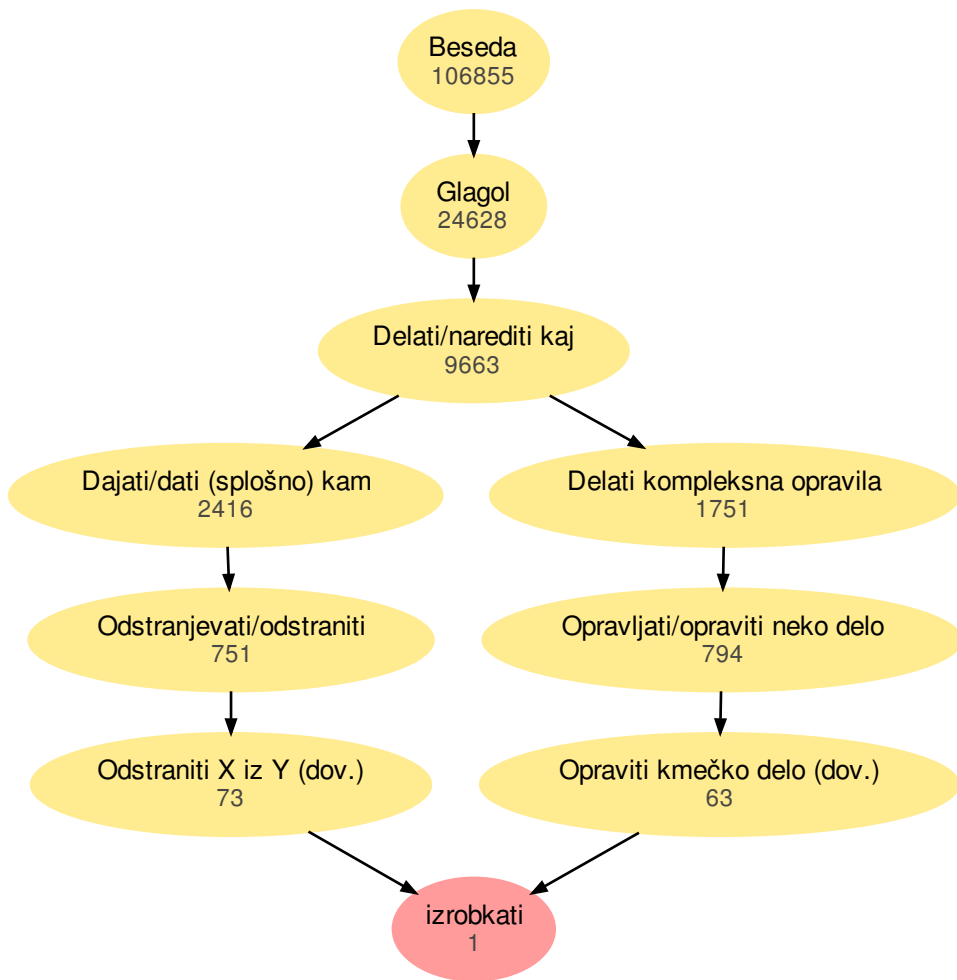 Beseda
106855
Glagol
24628
Delati/narediti kaj
9663
Dajati/dati (splošno) kam
2416
Delati kompleksna opravila
1751
Odstranjevati/odstraniti
751
Opravljati/opraviti neko delo
794
Odstraniti X iz Y (dov.)
73
Opraviti kmečko delo (dov.)
63
izrobkati
1